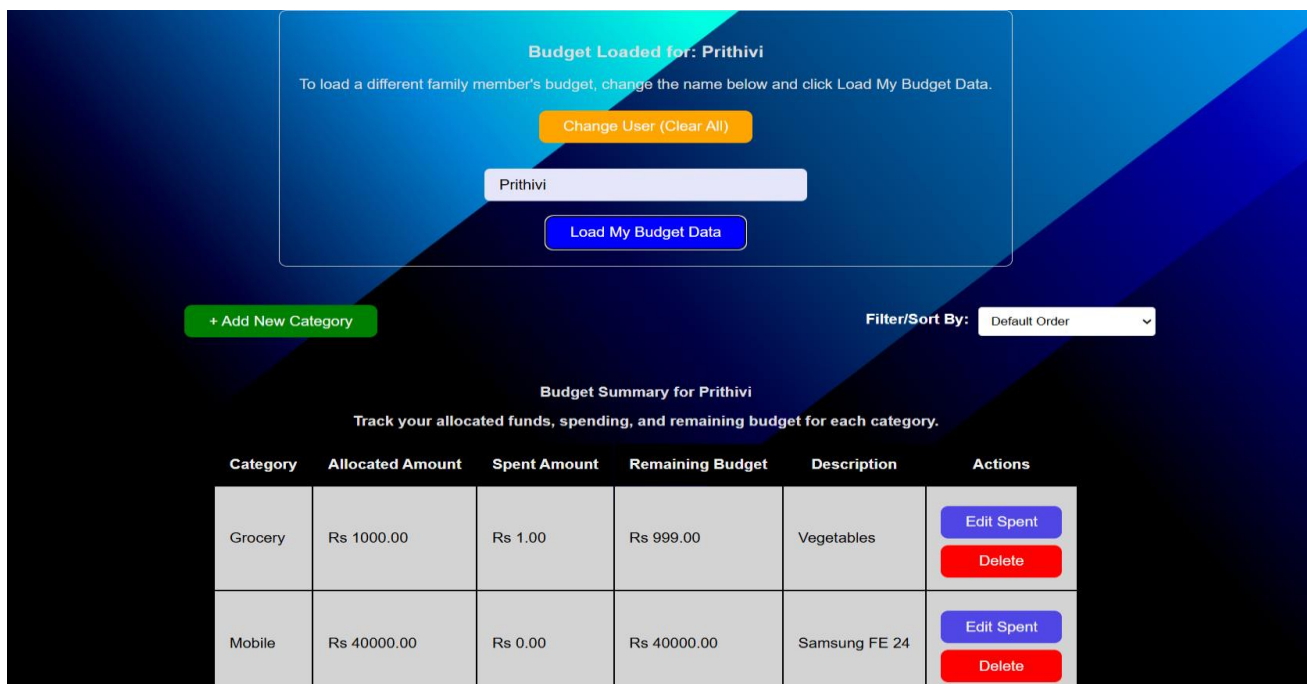 Budget Loaded for: Prithivi
To load a different family member's budget, change the name below and click Load My Budget Data.
Change User (Clear All)
Prithivi
Load My Budget Data
+ Add New Category
Filter/Sort By: Default Order
Budget Summary for Prithivi
Track your allocated funds, spending, and remaining budget for each category.
Category Allocated Amount Spent Amount Remaining Budget Description Actions
Grocery Rs 1000.00 Rs 1.00 Rs 999.00 Vegetables Edit Spent
Delete
Mobile Rs 40000.00 Rs 0.00 Rs 40000.00 Samsung FE 24 Edit Spent
Delete